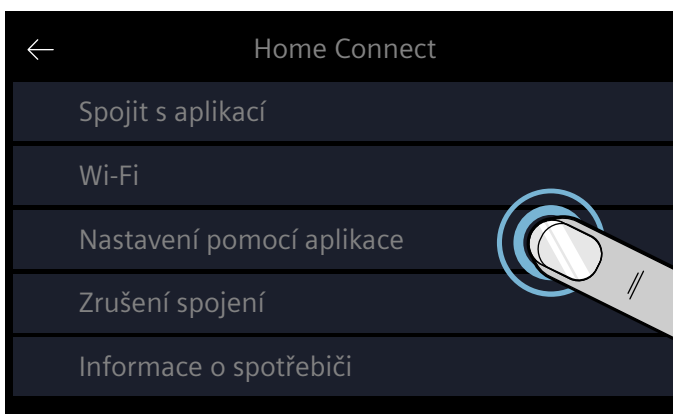 Home Connect
Spojit s aplikací
Wi-Fi
Nastavení pomocí aplikace
Zrušení spojení
Informace o spotřebiči